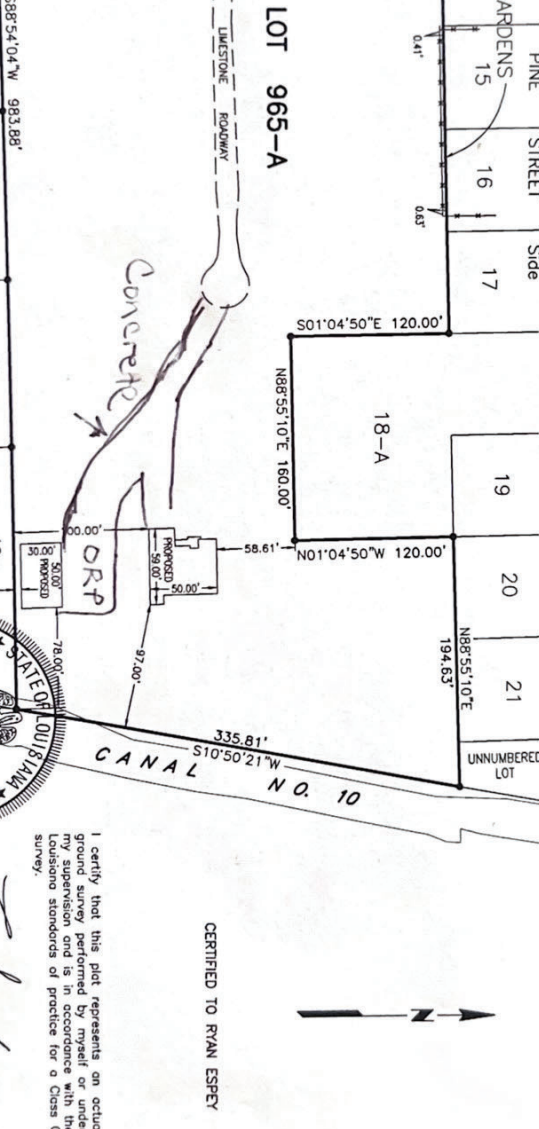 PINE STREET Side
ARDENS
15
16
17
19
20
21
UNNUMBERED
LOT
0.41'
0.63'
LOT 965-A
LIMESTONE ROADWAY
S88°54'04"W 983.88'
S01°04'50"E 120.00'
N88°55'10"E 160.00'
18-A
N01°04'50"W 120.00'
N88°55'10"E
194.63'
58.61'
Concrete
ORP
00.00'
PROPOSED
59.00'
50.00'
50.00'
30.00'
PROPOSED
78.00'
97.00'
335.81'
S10°50'21"W
CANAL NO. 10
STATE OF LOUISIANA
N
CERTIFIED TO RYAN ESPEY
I certify that this plat represents an actu
ground survey performed by myself or unde
my supervision and is in accordance with th
Louisiana standards of practice for a Class
survey.